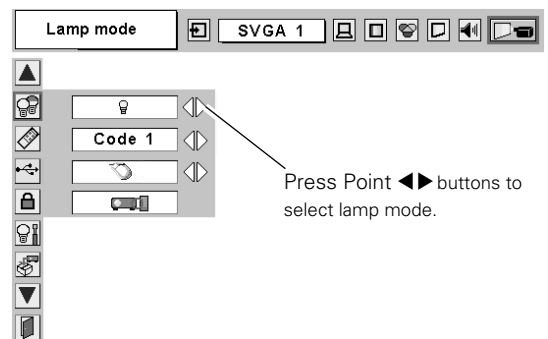 Lamp mode
SVGA 1
Code 1
Press Point ◀▶ buttons to
select lamp mode.